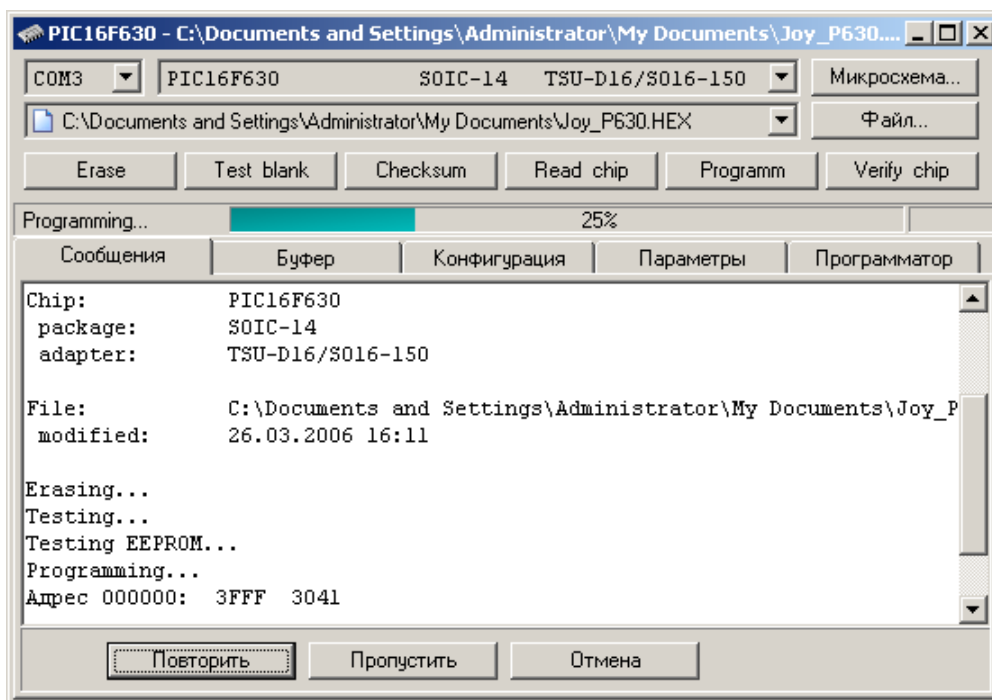 PIC16F630 - C:\Documents and Settings\Administrator\My Documents\Joy_P630....
COM3 PIC16F630 SOIC-14 TSU-D16/S016-150 Микросхема...
C:\Documents and Settings\Administrator\My Documents\Joy_P630.HEX Файл...
Erase Test blank Checksum Read chip Programm Verify chip
Programming... 25%
Сообщения Буфер Конфигурация Параметры Программатор
Chip: PIC16F630
package: SOIC-14
adapter: TSU-D16/S016-150
File: C:\Documents and Settings\Administrator\My Documents\Joy_P
modified: 26.03.2006 16:11
Erasing...
Testing...
Testing EEPROM...
Programming...
Адрес 000000: 3FFF 3041
Повторить Пропустить Отмена